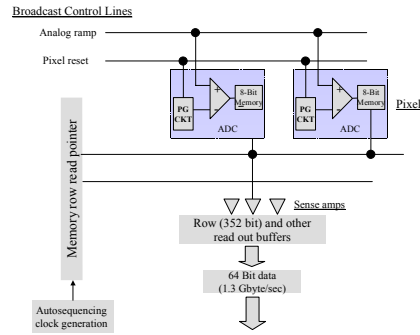 Broadcast Control Lines
Analog ramp
Pixel reset
+
-
8-Bit
Memory
PG
CKT
ADC
+
-
8-Bit
Memory
PG
CKT
ADC
Pixel
Memory row read pointer
Sense amps
Row (352 bit) and other
read out buffers
64 Bit data
(1.3 Gbyte/sec)
Autosequencing
clock generation